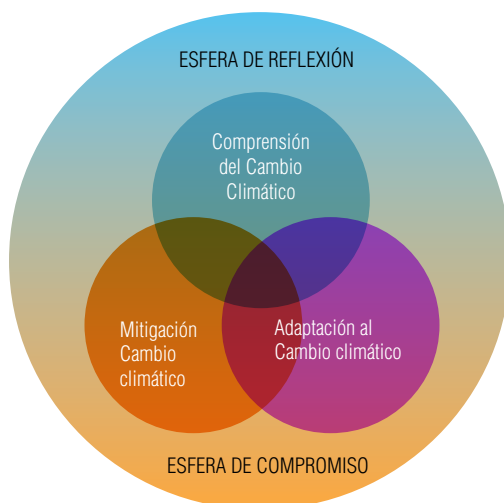 ESFERA DE REFLEXIÓN
Comprensión
del Cambio
Climático
Mitigación
Cambio
climático
Adaptación al
Cambio climático
ESFERA DE COMPROMISO